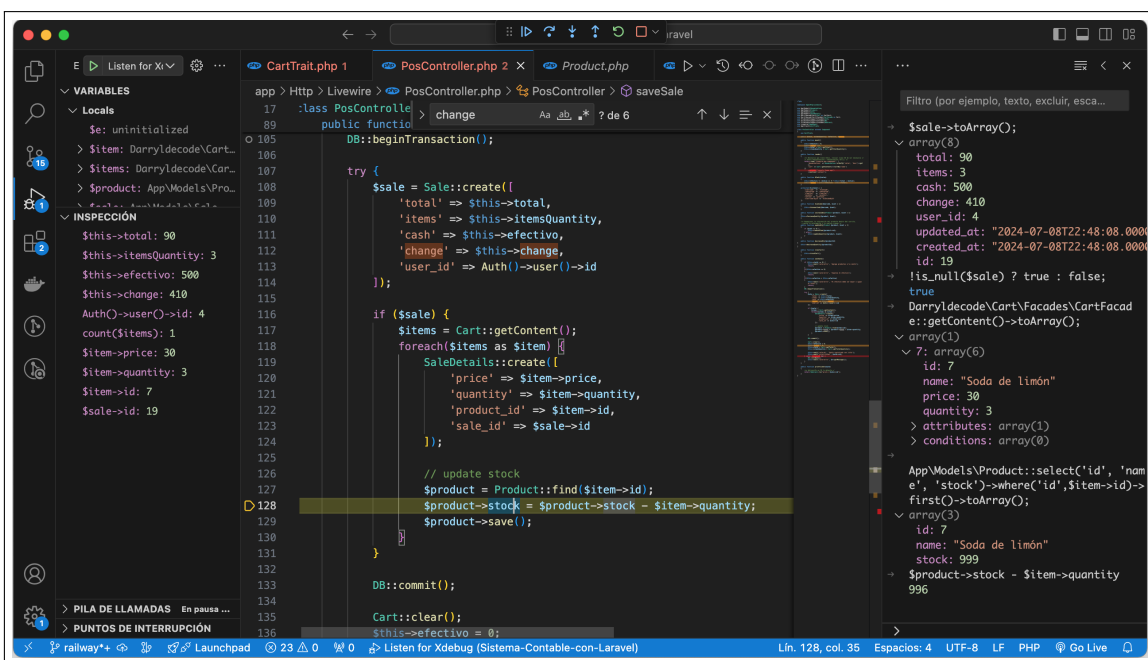 ravel
E Listen for X
CartTrait.php 1
PosController.php 2
Product.php
VARIABLES
Locals
$e: uninitialized
$item: Darryldecode\Cart…
$items: Darryldecode\Car…
$product: App\Models\Pro…
INSPECCIÓN
$this->total: 90
$this->itemsQuantity: 3
$this->efectivo: 500
$this->change: 410
Auth()->user()->id: 4
count($items): 1
$item->price: 30
$item->quantity: 3
$item->id: 7
$sale->id: 19
PILA DE LLAMADAS En pausa ...
PUNTOS DE INTERRUPCIÓN
15
1
2
1
app > Http > Livewire > PosController.php > PosController > saveSale
change Aa ab * ? de 6
17 class PosControlle
89 public functio
105 DB::beginTransaction();
106
107 try {
108 $sale = Sale::create([
109 'total' => $this->total,
110 'items' => $this->itemsQuantity,
111 'cash' => $this->efectivo,
112 'change' => $this->change,
113 'user_id' => Auth()->user()->id
114 ]);
115
116 if ($sale) {
117 $items = Cart::getContent();
118 foreach($items as $item) {
119 SaleDetails::create([
120 'price' => $item->price,
121 'quantity' => $item->quantity,
122 'product_id' => $item->id,
123 'sale_id' => $sale->id
124 ]);
125
126 // update stock
127 $product = Product::find($item->id);
128 $product->stock = $product->stock - $item->quantity;
129 $product->save();
130 }
131 }
132
133 DB::commit();
134
135 Cart::clear();
136 $this->efectivo = 0;
Filtro (por ejemplo, texto, excluir, esca...
$sale->toArray();
array(8)
total: 90
items: 3
cash: 500
change: 410
user_id: 4
updated_at: "2024-07-08T22:48:08.000
created_at: "2024-07-08T22:48:08.000
id: 19
!is_null($sale) ? true : false;
true
Darryldecode\Cart\Facades\CartFacad
e::getContent()->toArray();
array(1)
7: array(6)
id: 7
name: "Soda de limón"
price: 30
quantity: 3
attributes: array(1)
conditions: array(0)
App\Models\Product::select('id', 'nam
e', 'stock')->where('id',$item->id)->
first()->toArray();
array(3)
id: 7
name: "Soda de limón"
stock: 999
$product->stock - $item->quantity
996
railway*+ Launchpad 23 0 0 Listen for Xdebug (Sistema-Contable-con-Laravel) Lín. 128, col. 35 Espacios: 4 UTF-8 LF PHP Go Live